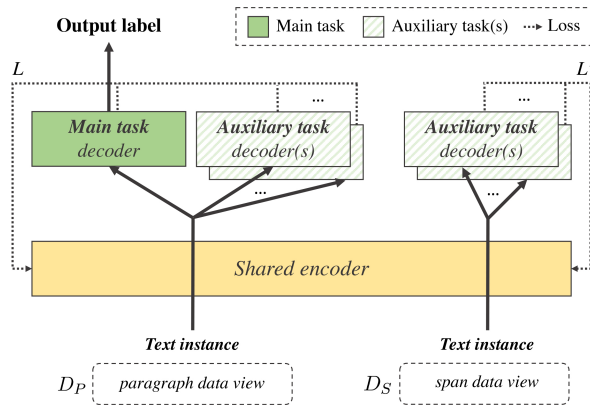 Output label
Main task
Auxiliary task(s)
Loss
L
L
...
...
Main task
decoder
Auxiliary task
decoder(s)
Auxiliary task
decoder(s)
...
...
Shared encoder
Text instance
Text instance
D_P
paragraph data view
D_S
span data view